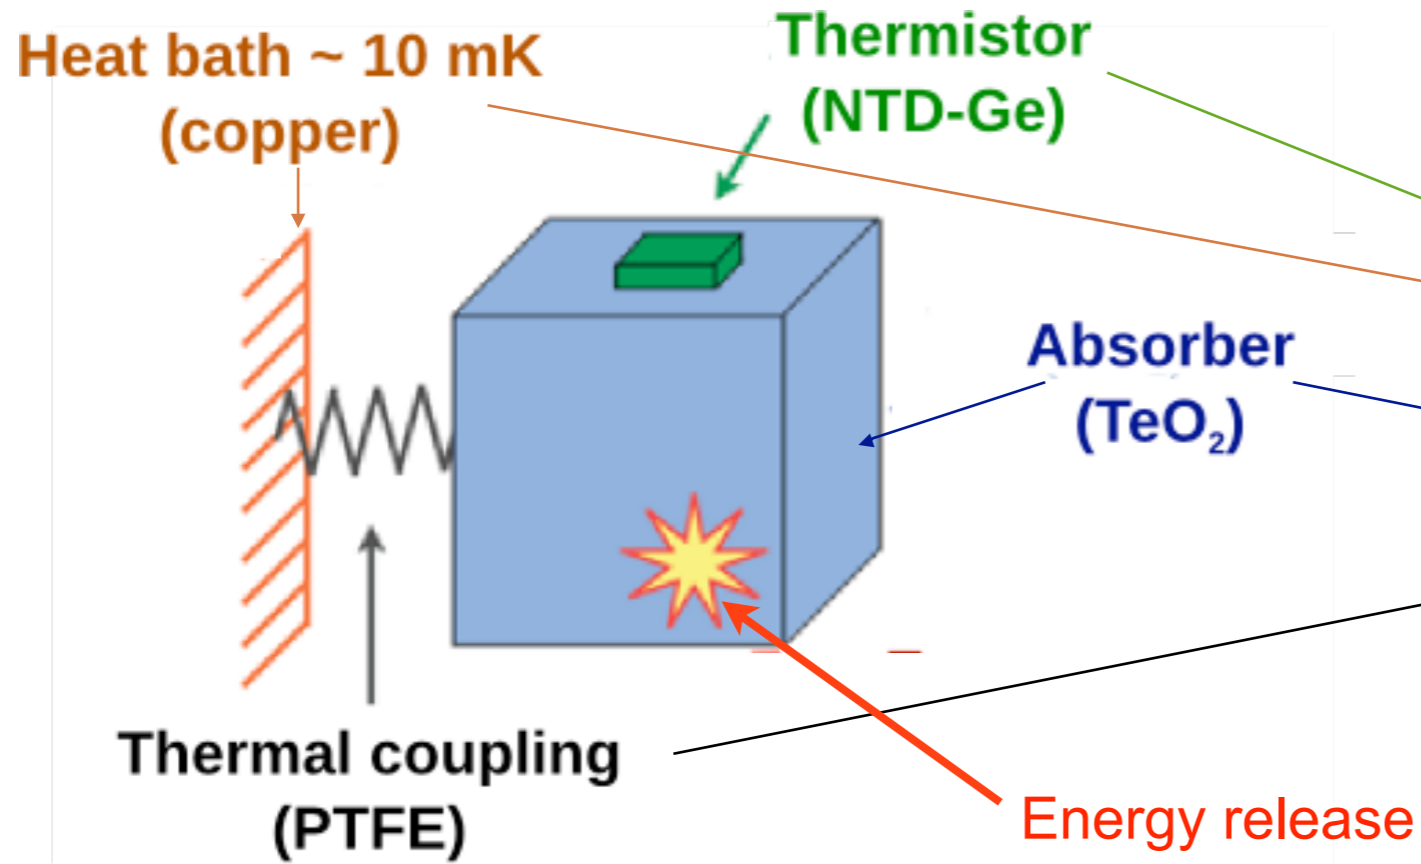 Heat bath ~ 10 mK
(copper)
Thermistor
(NTD-Ge)
Absorber
(TeO₂)
Thermal coupling
(PTFE)
Energy release